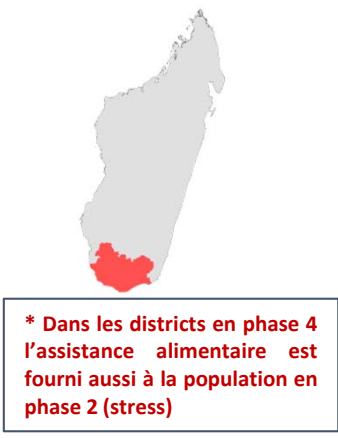 * Dans les districts en phase 4
l’assistance alimentaire est
fourni aussi à la population en
phase 2 (stress)